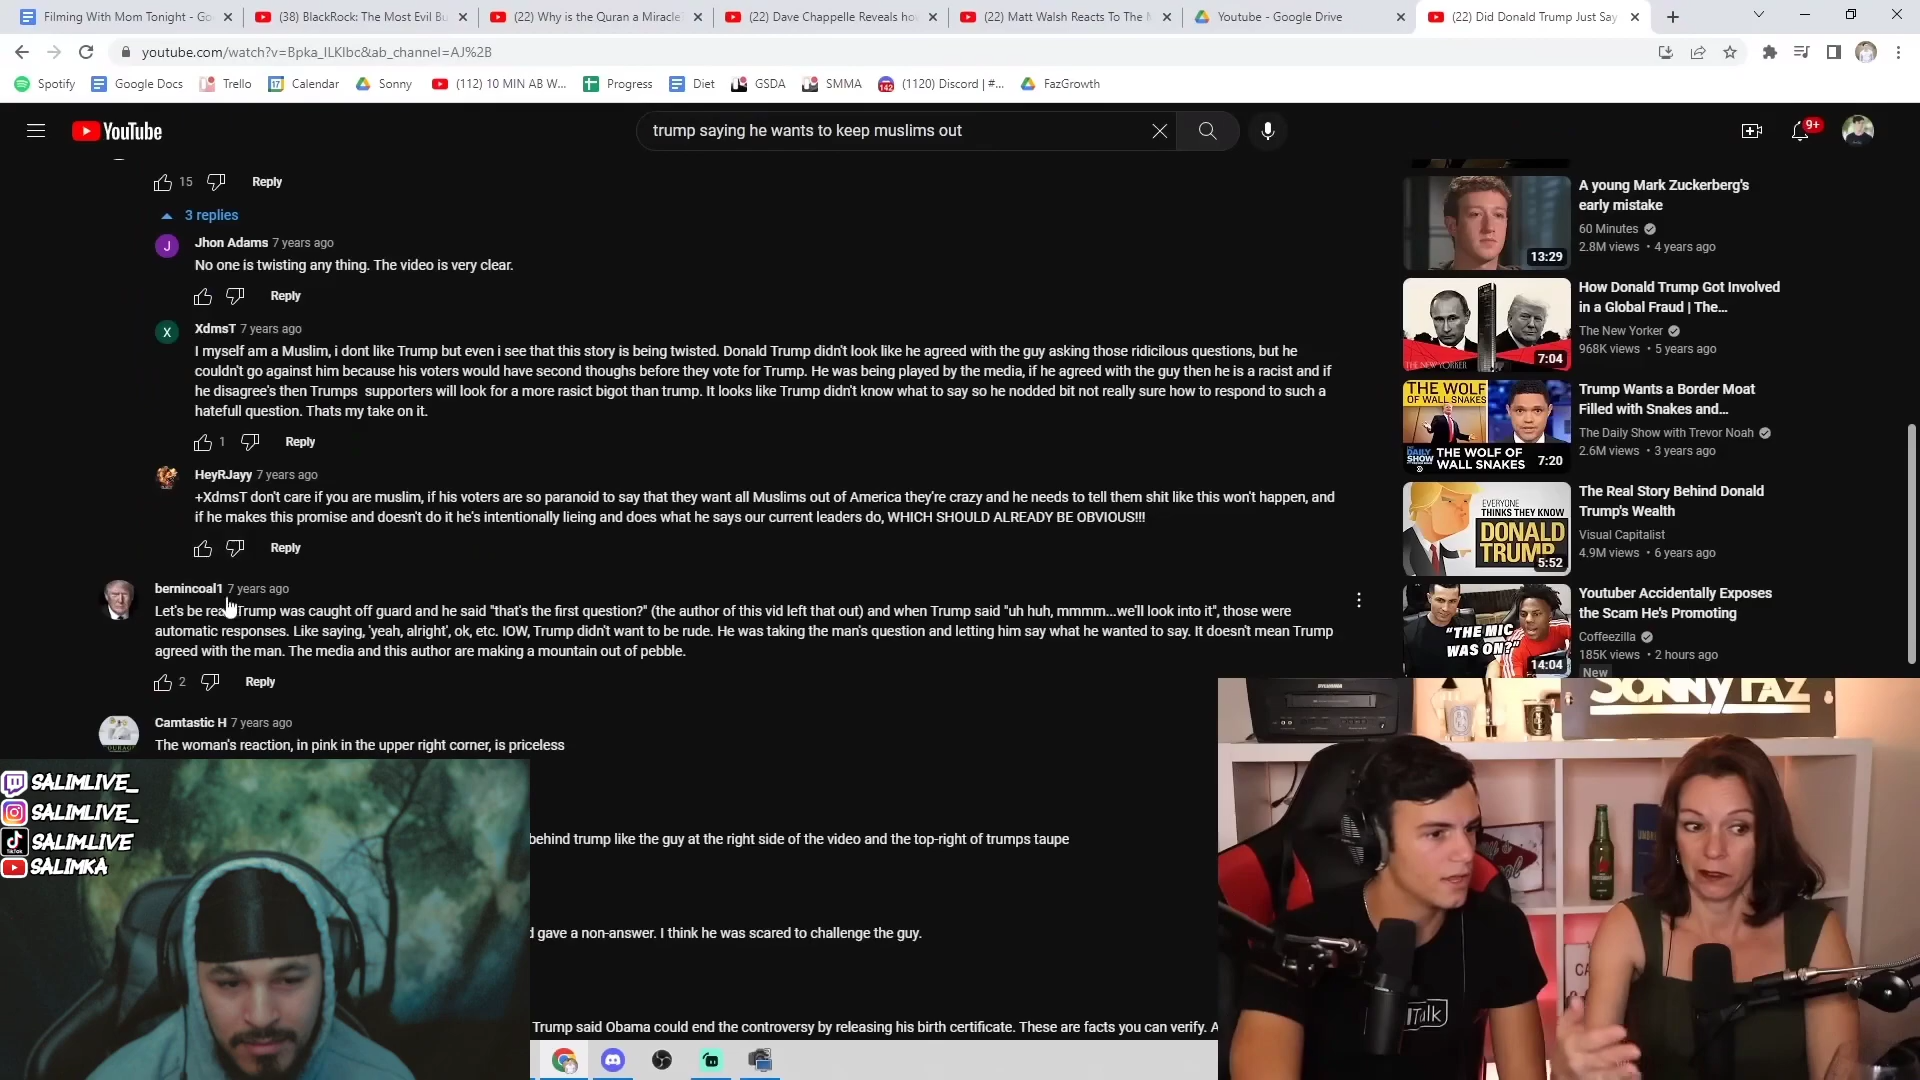 Filming With Mom Tonight - Go
(38) BlackRock: The Most Evil Bu
(22) Why is the Quran a Miracle
(22) Dave Chappelle Reveals ho
(22) Matt Walsh Reacts To The M
Youtube - Google Drive
(22) Did Donald Trump Just Say
youtube.com/watch?v=Bpka_ILKIbc&ab_channel=AJ%2B
Spotify
Google Docs
Trello
Calendar
Sonny
(112) 10 MIN AB W...
Progress
Diet
GSDA
SMMA
142
(1120) Discord | #...
FazGrowth
YouTube
trump saying he wants to keep muslims out
9+
15
Reply
3 replies
J
Jhon Adams 7 years ago
No one is twisting any thing. The video is very clear.
Reply
X
XdmsT 7 years ago
I myself am a Muslim, i dont like Trump but even i see that this story is being twisted. Donald Trump didn't look like he agreed with the guy asking those ridicilous questions, but he
couldn't go against him because his voters would have second thoughs before they vote for Trump. He was being played by the media, if he agreed with the guy then he is a racist and if
he disagree's then Trumps supporters will look for a more rasict bigot than trump. It looks like Trump didn't know what to say so he nodded bit not really sure how to respond to such a
hatefull question. Thats my take on it.
1
Reply
HeyRJayy 7 years ago
+XdmsT don't care if you are muslim, if his voters are so paranoid to say that they want all Muslims out of America they're crazy and he needs to tell them shit like this won't happen, and
if he makes this promise and doesn't do it he's intentionally lieing and does what he says our current leaders do, WHICH SHOULD ALREADY BE OBVIOUS!!!
Reply
bernincoal1 7 years ago
Let's be rea Trump was caught off guard and he said "that's the first question?" (the author of this vid left that out) and when Trump said "uh huh, mmmm...we'll look into it", those were
automatic responses. Like saying, 'yeah, alright', ok, etc. IOW, Trump didn't want to be rude. He was taking the man's question and letting him say what he wanted to say. It doesn't mean Trump
agreed with the man. The media and this author are making a mountain out of pebble.
2
Reply
Camtastic H 7 years ago
The woman's reaction, in pink in the upper right corner, is priceless
behind trump like the guy at the right side of the video and the top-right of trumps taupe
gave a non-answer. I think he was scared to challenge the guy.
Trump said Obama could end the controversy by releasing his birth certificate. These are facts you can verify. A
A young Mark Zuckerberg's
early mistake
60 Minutes
2.8M views • 4 years ago
13:29
How Donald Trump Got Involved
in a Global Fraud | The...
The New Yorker
968K views • 5 years ago
THE NEW YORKER
7:04
Trump Wants a Border Moat
Filled with Snakes and...
The Daily Show with Trevor Noah
2.6M views • 3 years ago
THE WOLF
OF WALL SNAKES
THE DAILY SHOW
THE WOLF OF
WALL SNAKES
7:20
The Real Story Behind Donald
Trump's Wealth
Visual Capitalist
4.9M views • 6 years ago
EVERYONE
THINKS THEY KNOW
DONALD
TRUMP
5:52
Youtuber Accidentally Exposes
the Scam He's Promoting
Coffeezilla
185K views • 2 hours ago
New
"THE MIC
WAS ON?"
14:04
SALIMLIVE_
SALIMLIVE_
SALIMLIVE
SALIMKA
SONNY FAZ
SYLVANIA
Talk